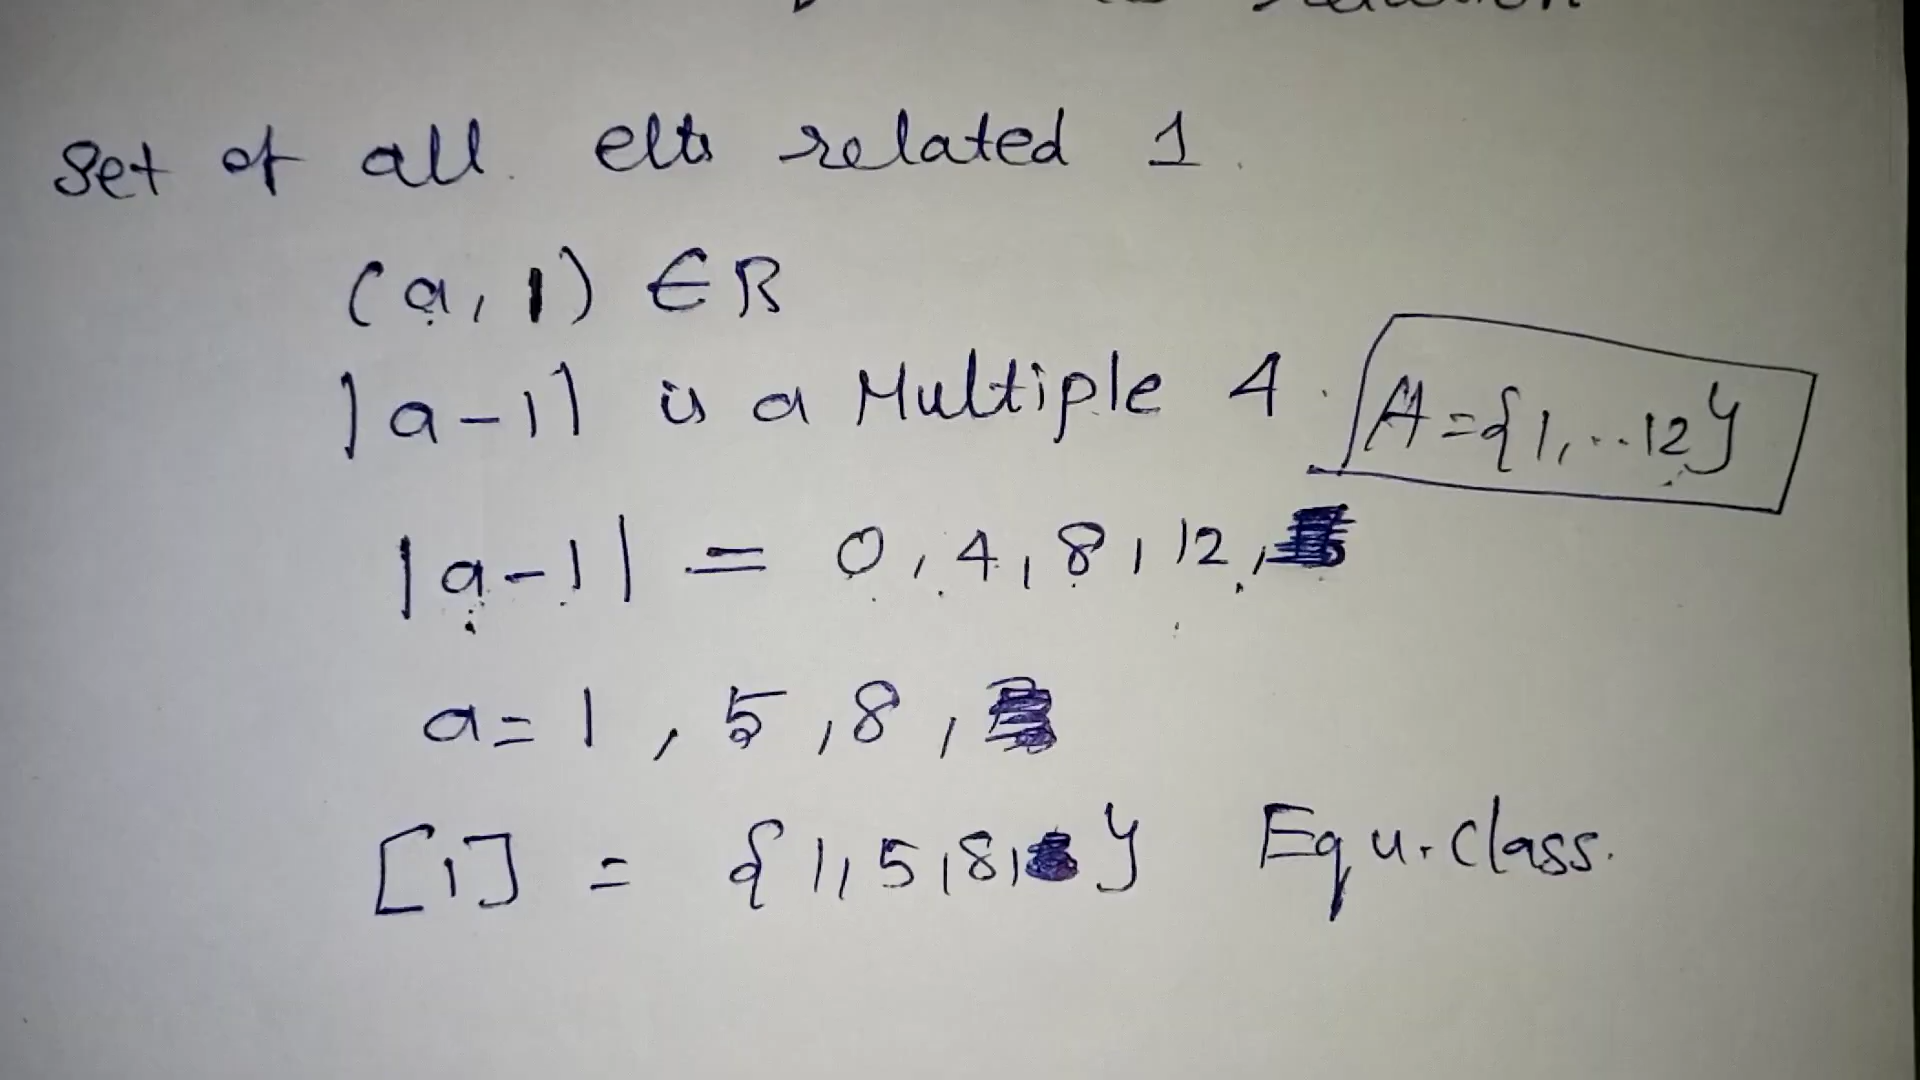 relation
Set of all elts related 1.
(a, 1) ∈ R
|a-1| is a Multiple 4.
A={1,...12}
|a-1| = 0, 4, 8, 12,
a= 1, 5, 8,
[1] = {1, 5, 8, } Equ. Class.